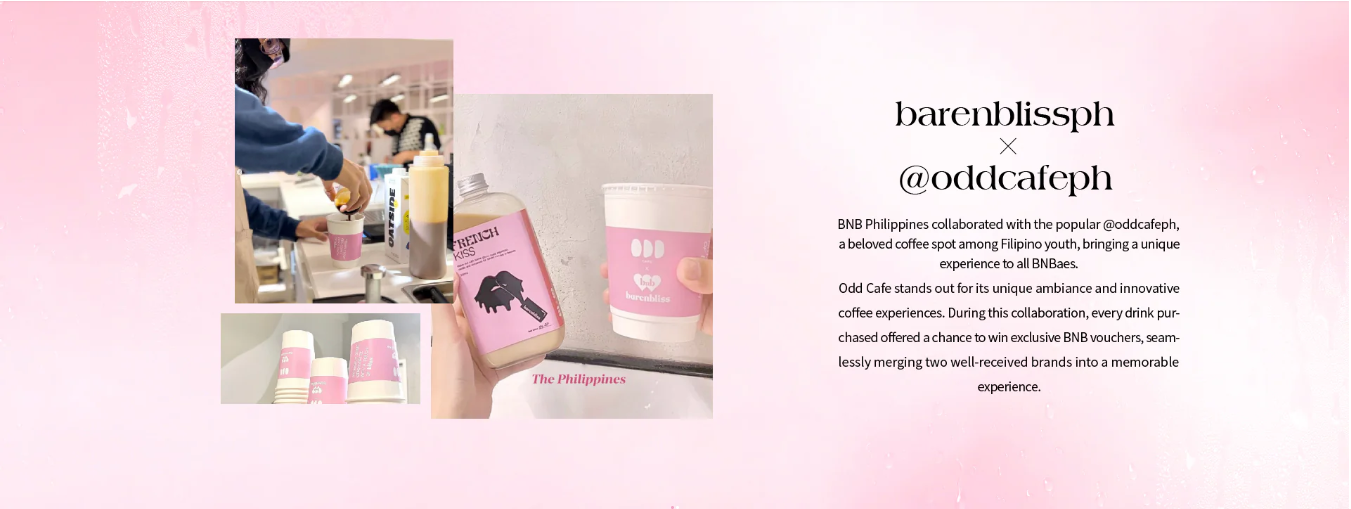 barenblissph
×
@oddcafeph
BNB Philippines collaborated with the popular @oddcafeph,
a beloved coffee spot among Filipino youth, bringing a unique
experience to all BNBaes.
Odd Cafe stands out for its unique ambiance and innovative
coffee experiences. During this collaboration, every drink pur-
chased offered a chance to win exclusive BNB vouchers, seam-
lessly merging two well-received brands into a memorable
experience.
OATSIDE
FRENCH
KISS
ODD
bnb
barenbliss
The Philippines